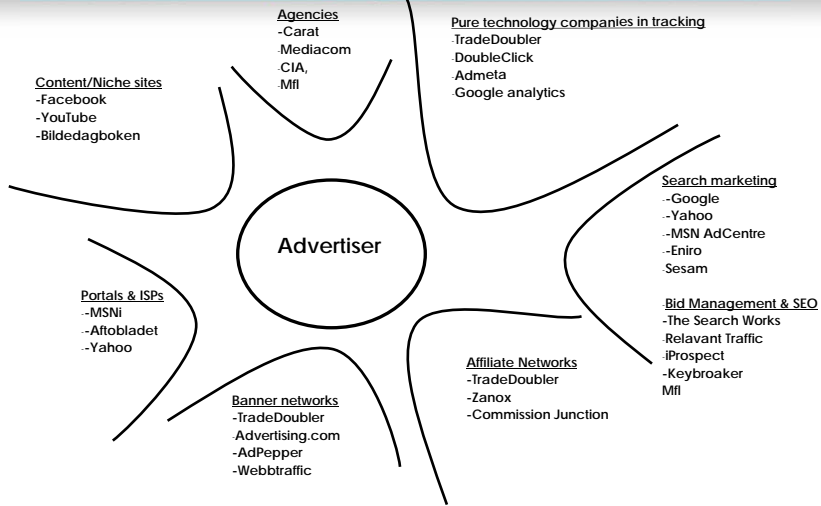 Agencies
-Carat
-Mediacom
-CIA,
-Mfl
Pure technology companies in tracking
-TradeDoubler
-DoubleClick
-Admeta
-Google analytics
Content/Niche sites
-Facebook
-YouTube
-Bildedagboken
Search marketing
--Google
--Yahoo
--MSN AdCentre
--Eniro
-Sesam
Advertiser
Portals & ISPs
--MSNi
--Aftobladet
--Yahoo
-Bid Management & SEO
-The Search Works
-Relavant Traffic
-iProspect
-Keybroaker
Mfl
Affiliate Networks
-TradeDoubler
-Zanox
-Commission Junction
Banner networks
-TradeDoubler
-Advertising.com
-AdPepper
-Webbtraffic